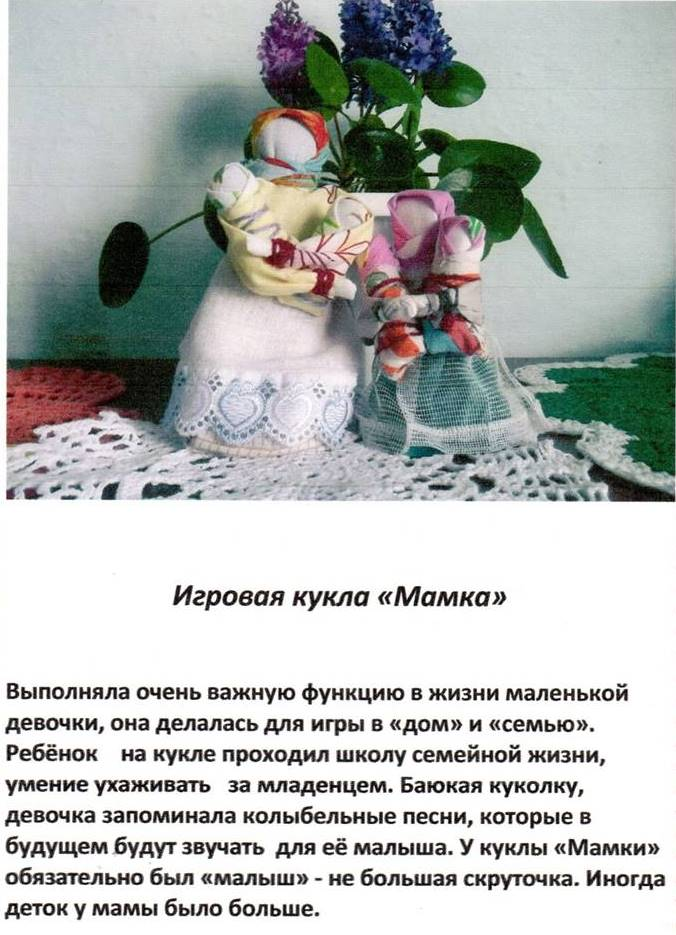 Игровая кукла «Мамка»
Выполняла очень важную функцию в жизни маленькой
девочки, она делалась для игры в «дом» и «семью».
Ребёнок на кукле проходил школу семейной жизни,
умение ухаживать за младенцем. Баюкая куколку,
девочка запоминала колыбельные песни, которые в
будущем будут звучать для её малыша. У куклы «Мамки»
обязательно был «малыш» - не большая скруточка. Иногда
деток у мамы было больше.